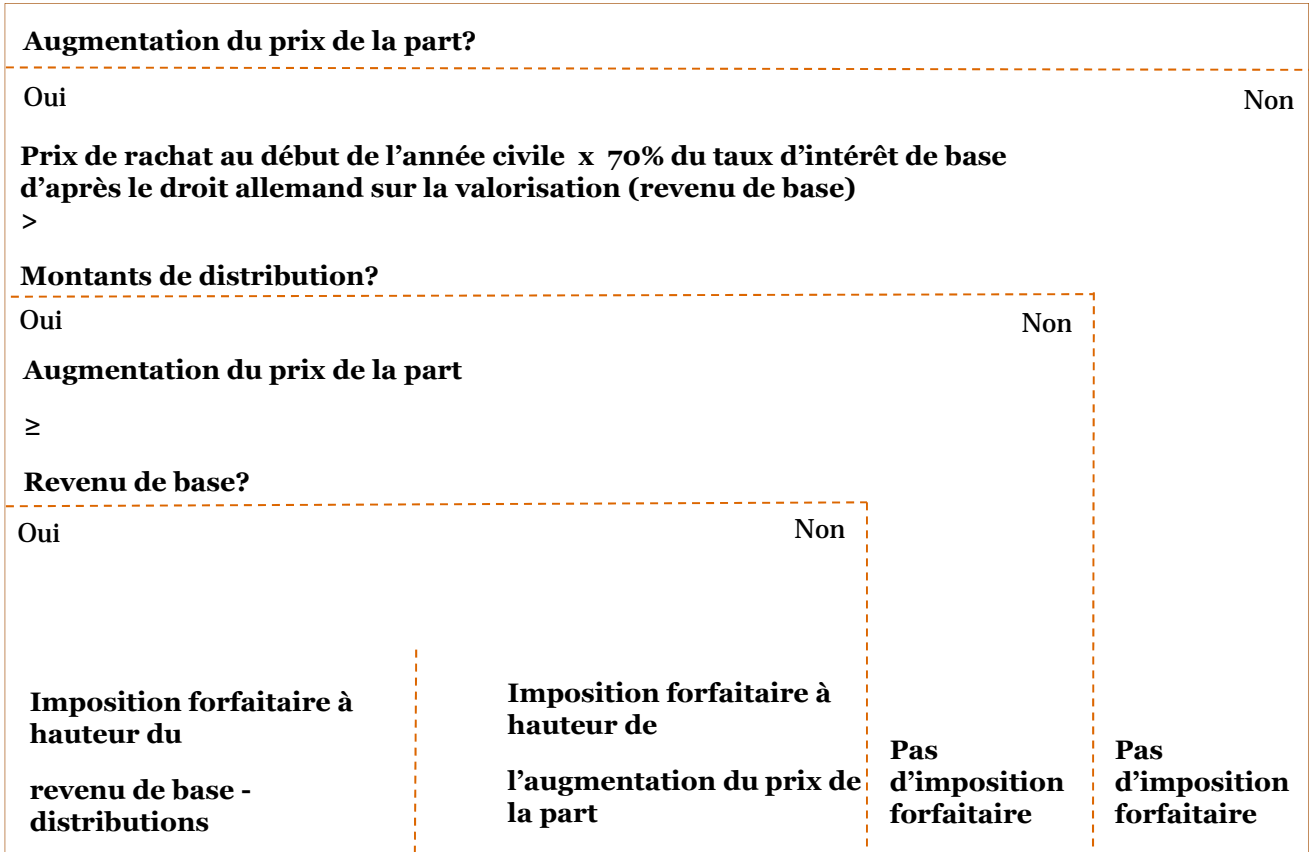 Augmentation du prix de la part?
Oui
Non
Prix de rachat au début de l’année civile x 70% du taux d’intérêt de base
d’après le droit allemand sur la valorisation (revenu de base)
>
Montants de distribution?
Oui
Non
Augmentation du prix de la part
≥
Revenu de base?
Oui
Non
Imposition forfaitaire à
hauteur du
revenu de base -
distributions
Imposition forfaitaire à
hauteur de
l’augmentation du prix de
la part
Pas
d’imposition
forfaitaire
Pas
d’imposition
forfaitaire